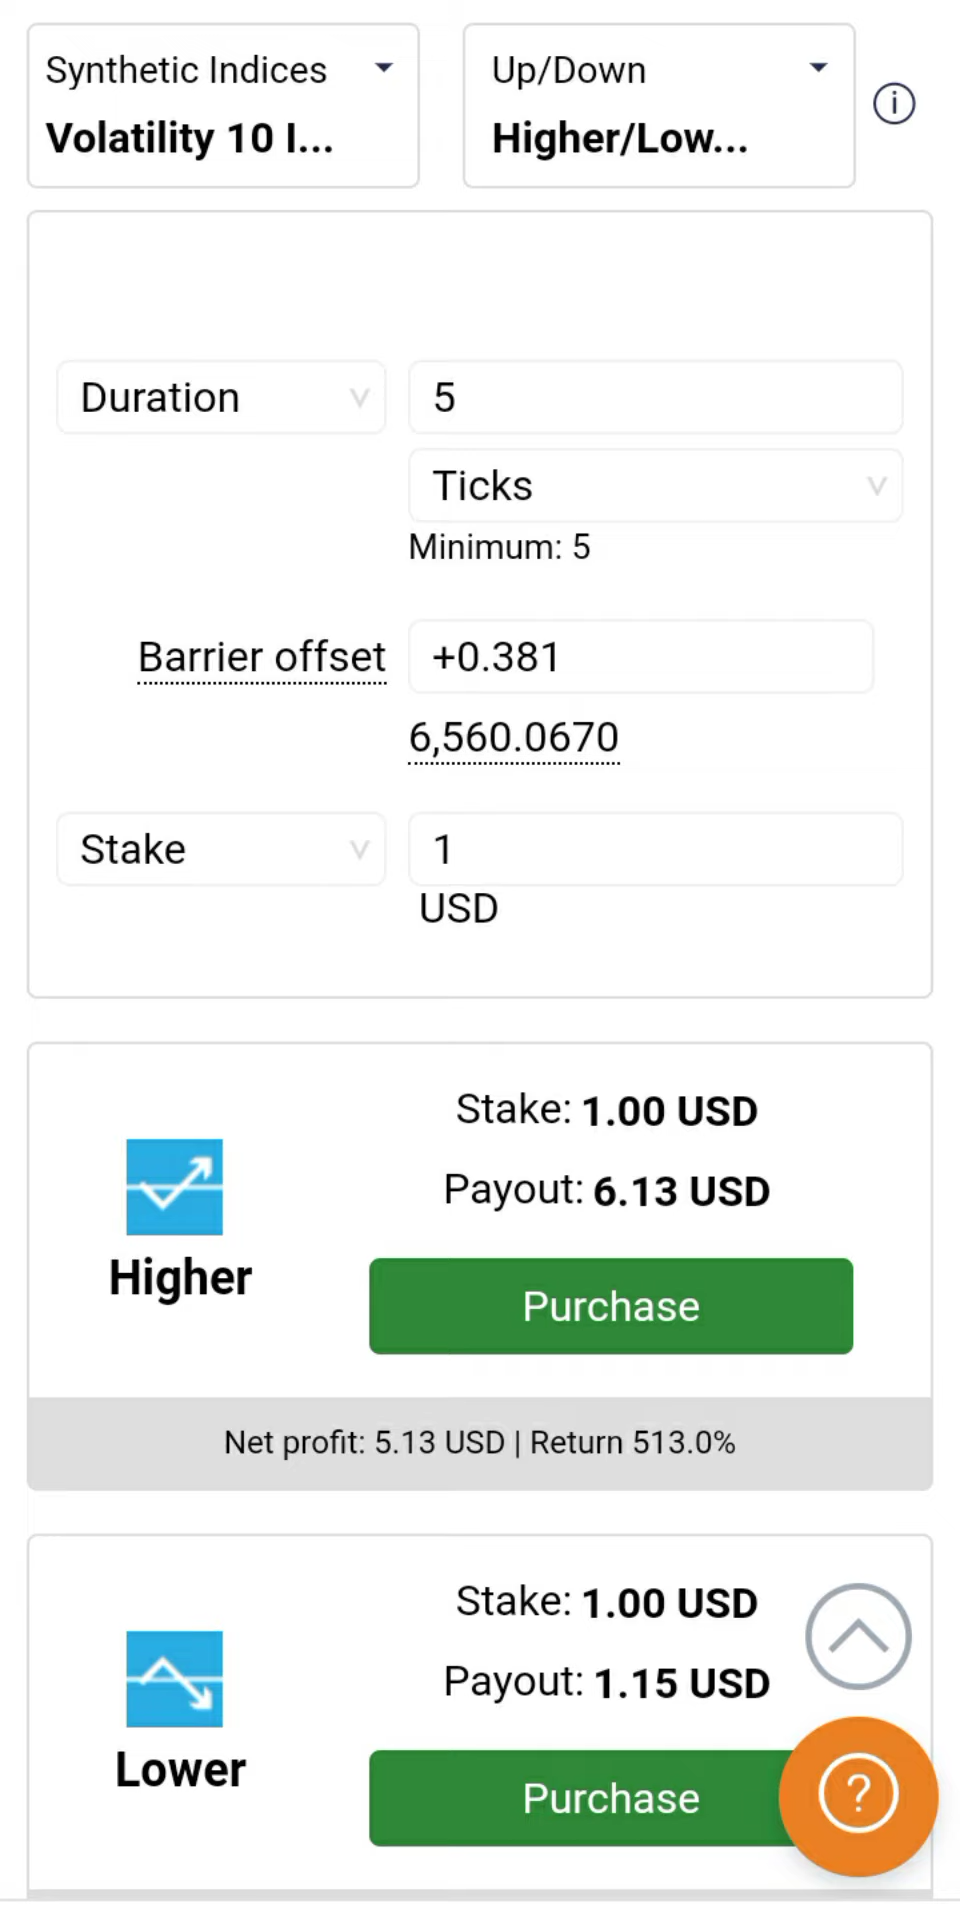 Synthetic Indices
Volatility 10 I...
Up/Down
Higher/Low...
Duration
5
Ticks
Minimum: 5
Barrier offset
+0.381
6,560.0670
Stake
1
USD
Higher
Stake: 1.00 USD
Payout: 6.13 USD
Purchase
Net profit: 5.13 USD | Return 513.0%
Lower
Stake: 1.00 USD
Payout: 1.15 USD
Purchase
?